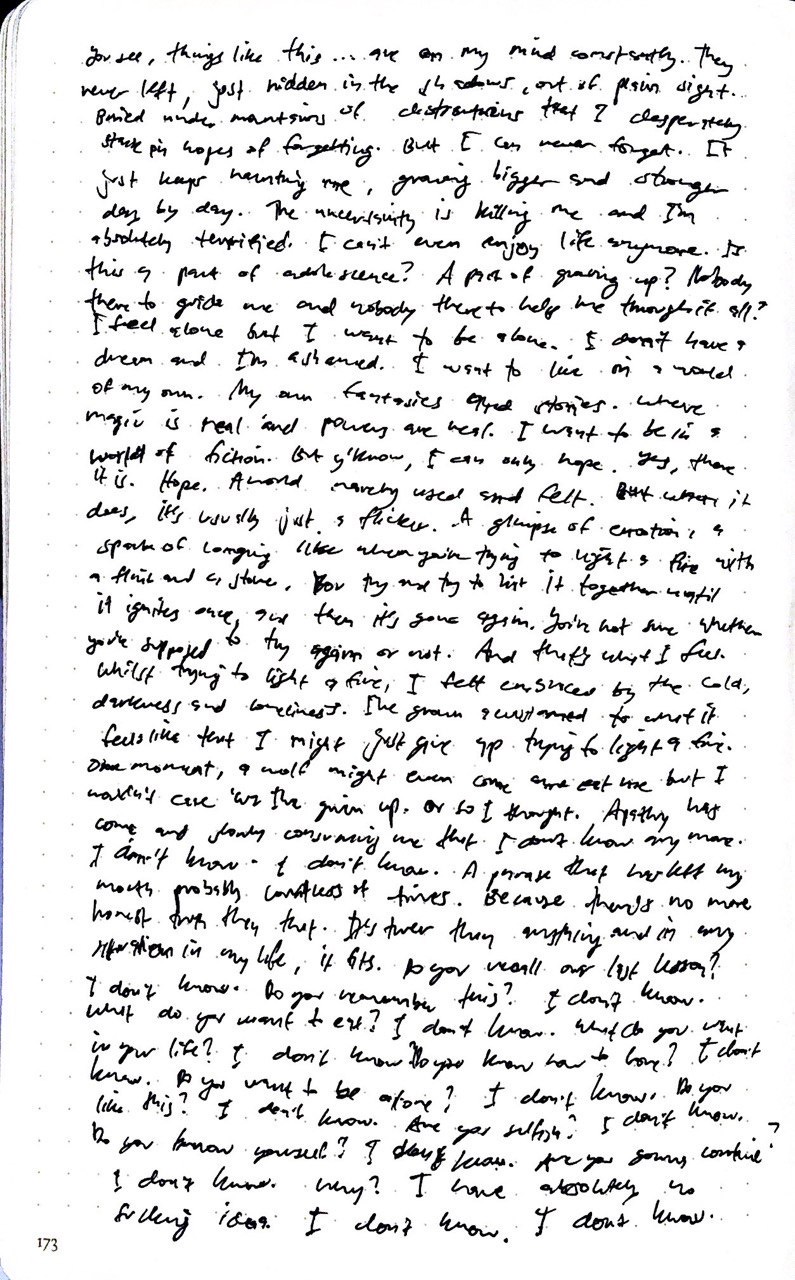 You see, things like this... are on my mind constantly. They
never left, just hidden in the shadows, out of plain sight.
Buried under mountains of distractions that I desperately
stack in hopes of forgetting. But I can never forget. It
just keeps haunting me, growing bigger and stronger
day by day. The uncertainty is killing me and I'm
absolutely terrified. I can't even enjoy life anymore. Is
this a part of adolescence? A part of growing up? Nobody
there to guide me and nobody there to help me through it all?
I feel alone but I want to be alone. I don't have a
dream and I'm ashamed. I want to live in a world
of my own. My own fantasies and stories. Where
magic is real and powers are real. I want to be in a
world of fiction. But y'know, I can only hope. Yes, there
it is. Hope. A word rarely used and felt. But when it
does, it's usually just a flicker. A glimpse of emotion, a
spark of longing like when you're trying to light a fire with
a flint and a stone. You try and try to hit it together until
it ignites once, and then it's gone again. You're not sure whether
you're supposed to try again or not. And that's what I feel.
Whilst trying to light a fire, I felt embraced by the cold,
darkness and loneliness. I've grown accustomed to what it
feels like that I might just give up trying to light a fire.
One moment, a wolf might even come and eat me but I
wouldn't care 'cuz I've given up. Or so I thought. Apathy has
come and slowly consuming me that I don't know any more.
I don't know. I don't know. A phrase that has left my
mouth probably countless of times. Because there's no more
honest truth than that. It's truer than anything and in any
situation in my life, it fits. Do you recall our last lesson?
I don't know. Do you remember this? I don't know.
What do you want to eat? I don't know. What do you want
in your life? I don't know. Do you know how to love? I don't
know. Do you want to be alone? I don't know. Do you
like this? I don't know. Are you selfish? I don't know.
Do you know yourself? I don't know. Are you gonna continue?
I don't know. Why? I have absolutely no
fucking idea. I don't know. I don't know.
173